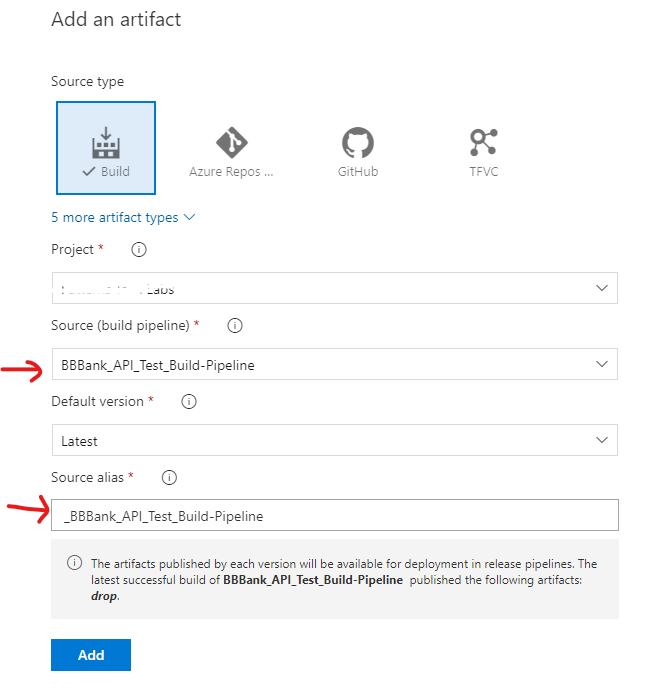 Add an artifact
Source type
Build
Azure Repos ...
GitHub
TFVC
5 more artifact types
Project *
Labs
Source (build pipeline) *
BBBank_API_Test_Build-Pipeline
Default version *
Latest
Source alias *
_BBBank_API_Test_Build-Pipeline
The artifacts published by each version will be available for deployment in release pipelines. The
latest successful build of BBBank_API_Test_Build-Pipeline published the following artifacts:
drop.
Add